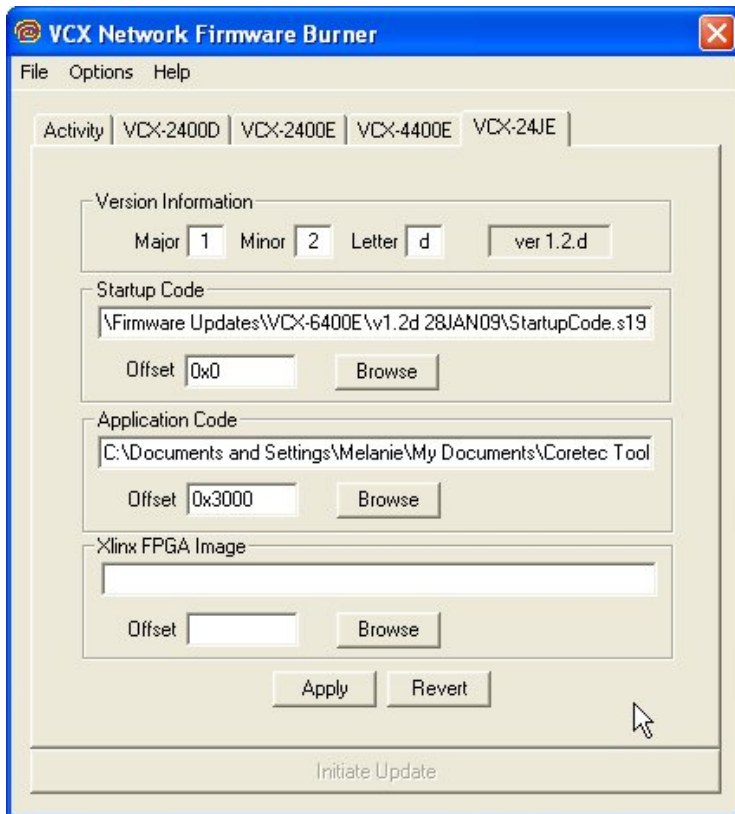 VCX Network Firmware Burner
File Options Help
Activity VCX-2400D VCX-2400E VCX-4400E VCX-24JE
Version Information
Major 1 Minor 2 Letter d ver 1.2.d
Startup Code
\Firmware Updates\VCX-6400E\v1.2d 28JAN09\StartupCode.s19
Offset 0x0 Browse
Application Code
C:\Documents and Settings\Melanie\My Documents\Coretec Tool
Offset 0x3000 Browse
Xlinx FPGA Image
Offset Browse
Apply Revert
Initiate Update